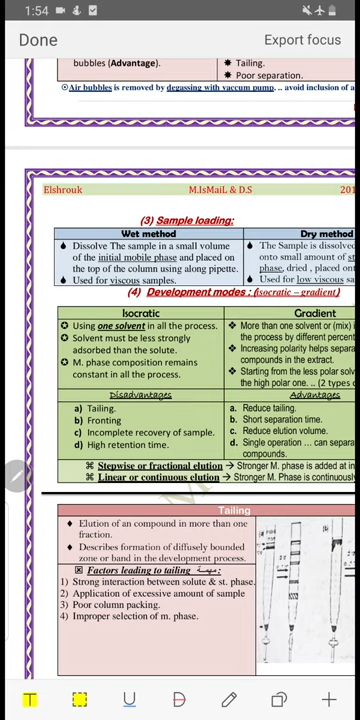 1:54
Done
Export focus
bubbles (Advantage).
✷ Tailing.
✷ Poor separation.
⊙Air bubbles is removed by degassing with vaccum pump... avoid inclusion of a
Elshrouk M.IsMaiL & D.S 201
(3) Sample loading:
Wet method
Dissolve The sample in a small volume
of the initial mobile phase and placed on
the top of the column using along pipette.
Used for viscous samples.
Dry method
The Sample is dissolved
onto small amount of st
phase, dried , placed on
Used for low viscous sa
(4) Development modes : (isocratic – gradient)
Isocratic
Using one solvent in all the process.
Solvent must be less strongly
adsorbed than the solute.
M. phase composition remains
constant in all the process.
Gradient
More than one solvent or (mix) i
the process by different percent
Increasing polarity helps separa
compounds in the extract.
Starting from the less polar solv
the high polar one. .. (2 types o
Disadvantages
a) Tailing.
b) Fronting
c) Incomplete recovery of sample.
d) High retention time.
Advantages
a. Reduce tailing.
b. Short separation time.
c. Reduce elution volume.
d. Single operation ... can separa
compounds.
⌘ Stepwise or fractional elution → Stronger M. phase is added at in
⌘ Linear or continuous elution → Stronger M. Phase is continuousl
Tailing
♦ Elution of an compound in more than one
fraction.
♦ Describes formation of diffusely bounded
zone or band in the development process.
Factors leading to tailing :
1) Strong interaction between solute & st. phase.
2) Application of excessive amount of sample
3) Poor column packing.
4) Improper selection of m. phase.